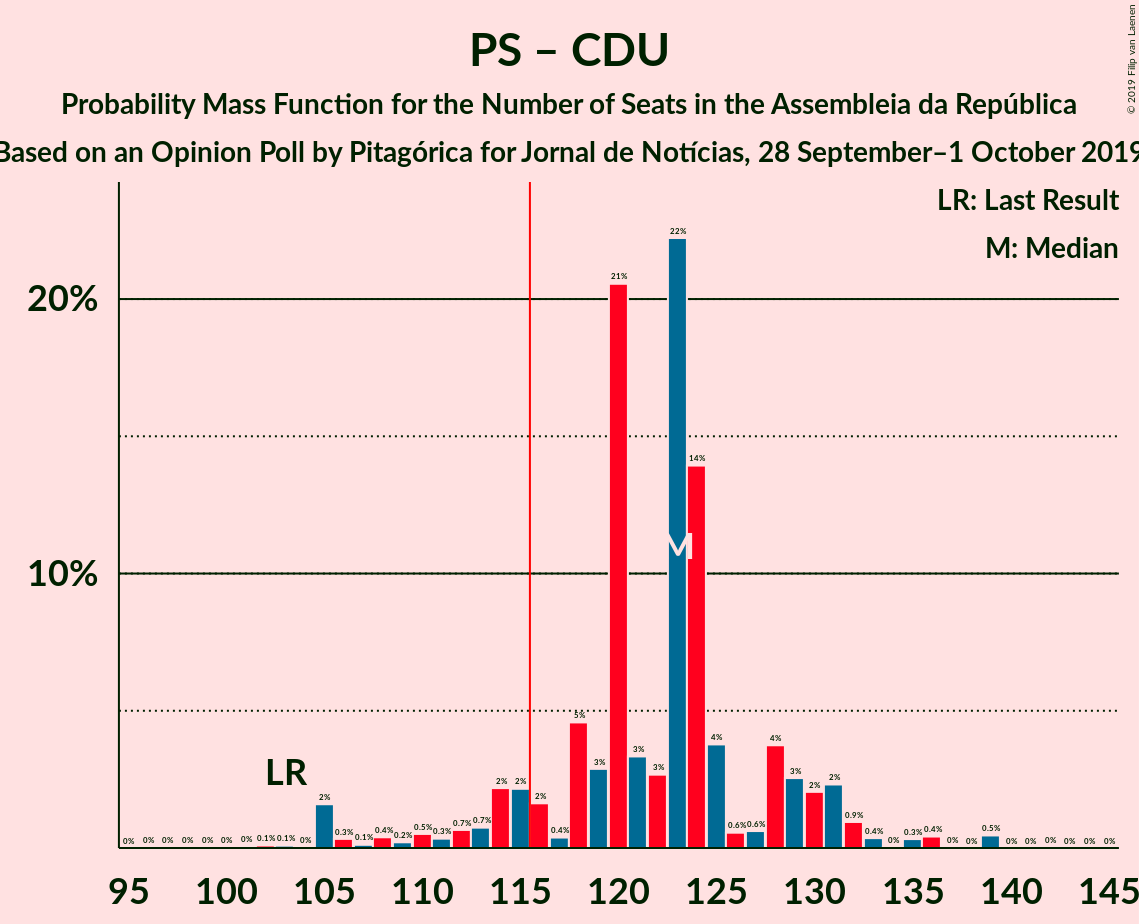 PS – CDU
Probability Mass Function for the Number of Seats in the Assembleia da República
Based on an Opinion Poll by Pitagórica for Jornal de Notícias, 28 September–1 October 2019
© 2019 Filip van Laenen
LR: Last Result
M: Median
20%
10%
LR
M
0% 0% 0% 0% 0% 0% 0% 0.1% 0.1% 0% 2% 0.3% 0.1% 0.4% 0.2% 0.5% 0.3% 0.7% 0.7% 2% 2% 2% 0.4% 5% 3% 21% 3% 3% 22% 14% 4% 0.6% 0.6% 4% 3% 2% 2% 0.9% 0.4% 0% 0.3% 0.4% 0% 0% 0.5% 0% 0% 0% 0% 0% 0%
95 100 105 110 115 120 125 130 135 140 145